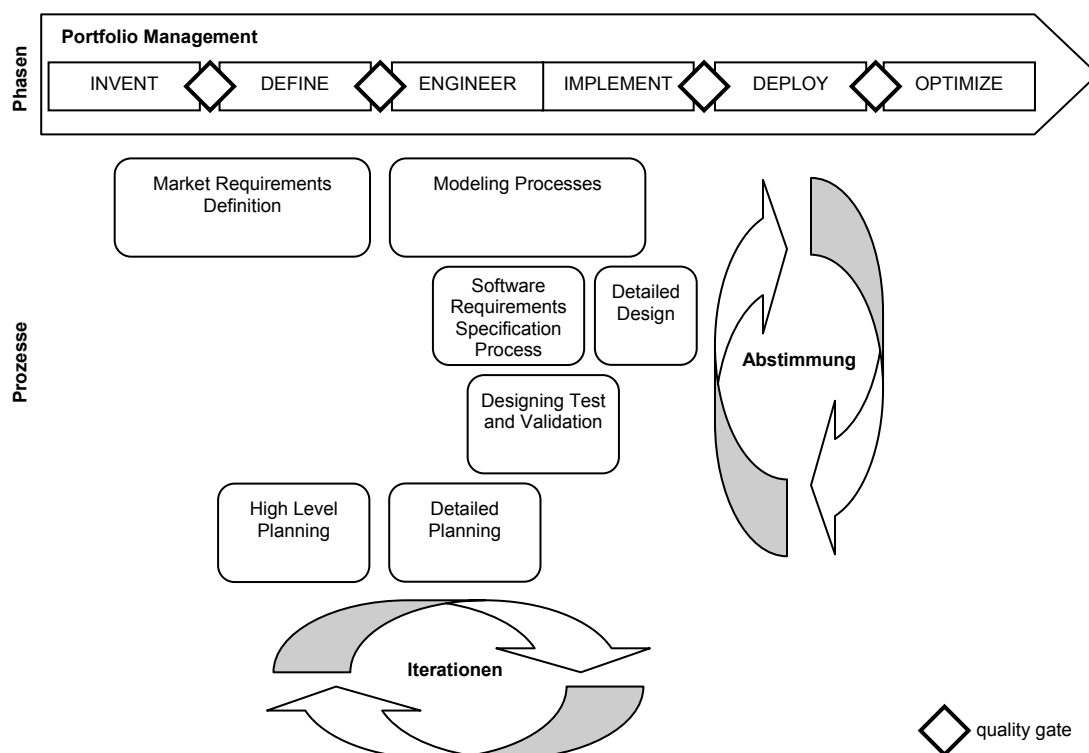 Phasen
Portfolio Management
INVENT
DEFINE
ENGINEER
IMPLEMENT
DEPLOY
OPTIMIZE
Prozesse
Market Requirements
Definition
Modeling Processes
Software
Requirements
Specification
Process
Detailed
Design
Abstimmung
Designing Test
and Validation
High Level
Planning
Detailed
Planning
Iterationen
quality gate